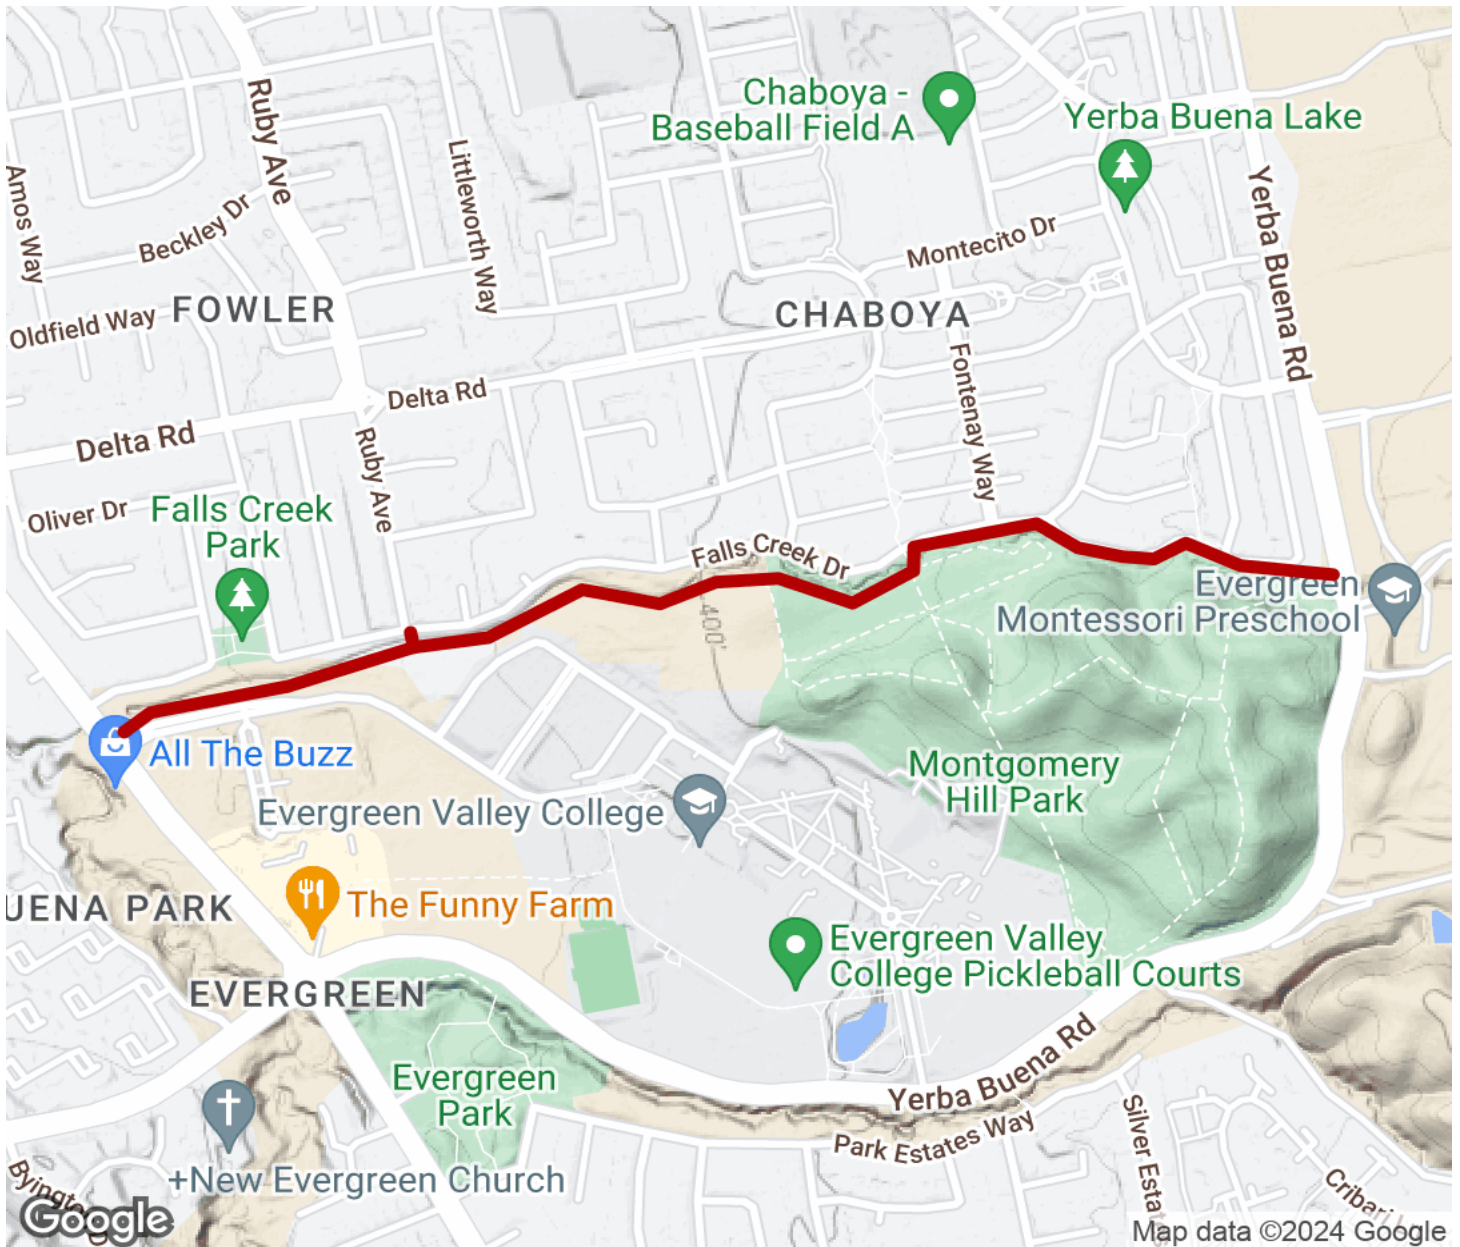 Chaboya -
Baseball Field A
Yerba Buena Lake
Ruby Ave
Littleworth Way
Amos Way
Beckley Dr
Yerba Buena Rd
Montecito Dr
Oldfield Way
FOWLER
CHABOYA
Delta Rd
Fontenay Way
Delta Rd
Ruby Ave
Oliver Dr
Falls Creek
Park
Falls Creek Dr
Evergreen
Montessori Preschool
400'
All The Buzz
Montgomery
Hill Park
Evergreen Valley College
UENA PARK
The Funny Farm
Evergreen Valley
College Pickleball Courts
EVERGREEN
Yerba Buena Rd
Evergreen
Park
Park Estates Way
Silver Estat
+New Evergreen Church
Cribari
Google
Map data ©2024 Google